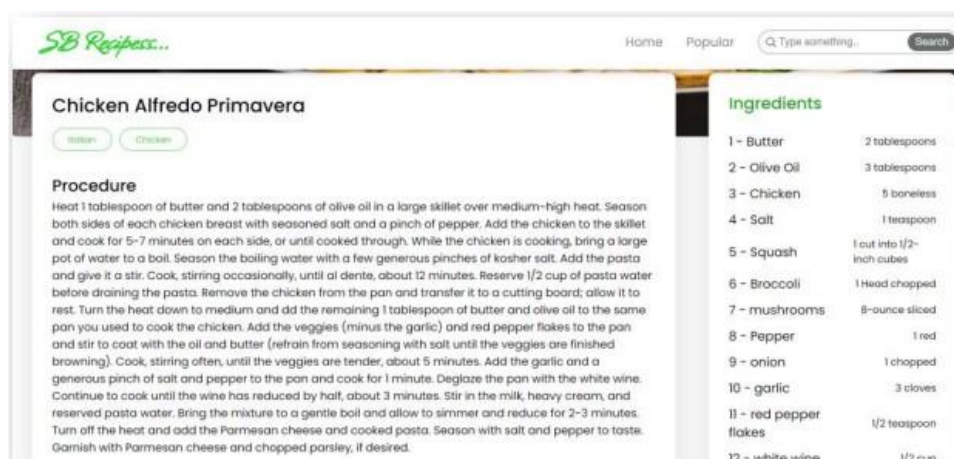 SB Recipess...
Home Popular Type something.. Search
Chicken Alfredo Primavera
Italian Chicken
Procedure
Heat 1 tablespoon of butter and 2 tablespoons of olive oil in a large skillet over medium-high heat. Season
both sides of each chicken breast with seasoned salt and a pinch of pepper. Add the chicken to the skillet
and cook for 5-7 minutes on each side, or until cooked through. While the chicken is cooking, bring a large
pot of water to a boil. Season the boiling water with a few generous pinches of kosher salt. Add the pasta
and give it a stir. Cook, stirring occasionally, until al dente, about 12 minutes. Reserve 1/2 cup of pasta water
before draining the pasta. Remove the chicken from the pan and transfer it to a cutting board; allow it to
rest. Turn the heat down to medium and dd the remaining 1 tablespoon of butter and olive oil to the same
pan you used to cook the chicken. Add the veggies (minus the garlic) and red pepper flakes to the pan
and stir to coat with the oil and butter (refrain from seasoning with salt until the veggies are finished
browning). Cook, stirring often, until the veggies are tender, about 5 minutes. Add the garlic and a
generous pinch of salt and pepper to the pan and cook for 1 minute. Deglaze the pan with the white wine.
Continue to cook until the wine has reduced by half, about 3 minutes. Stir in the milk, heavy cream, and
reserved pasta water. Bring the mixture to a gentle boil and allow to simmer and reduce for 2-3 minutes.
Turn off the heat and add the Parmesan cheese and cooked pasta. Season with salt and pepper to taste.
Garnish with Parmesan cheese and chopped parsley, if desired.
Ingredients
1 - Butter 2 tablespoons
2 - Olive Oil 3 tablespoons
3 - Chicken 5 boneless
4 - Salt 1 teaspoon
5 - Squash 1 cut into 1/2-
inch cubes
6 - Broccoli 1 Head chopped
7 - mushrooms 8-ounce sliced
8 - Pepper 1 red
9 - onion 1 chopped
10 - garlic 3 cloves
11 - red pepper
flakes 1/2 teaspoon
12 - white wine 1/2 cup